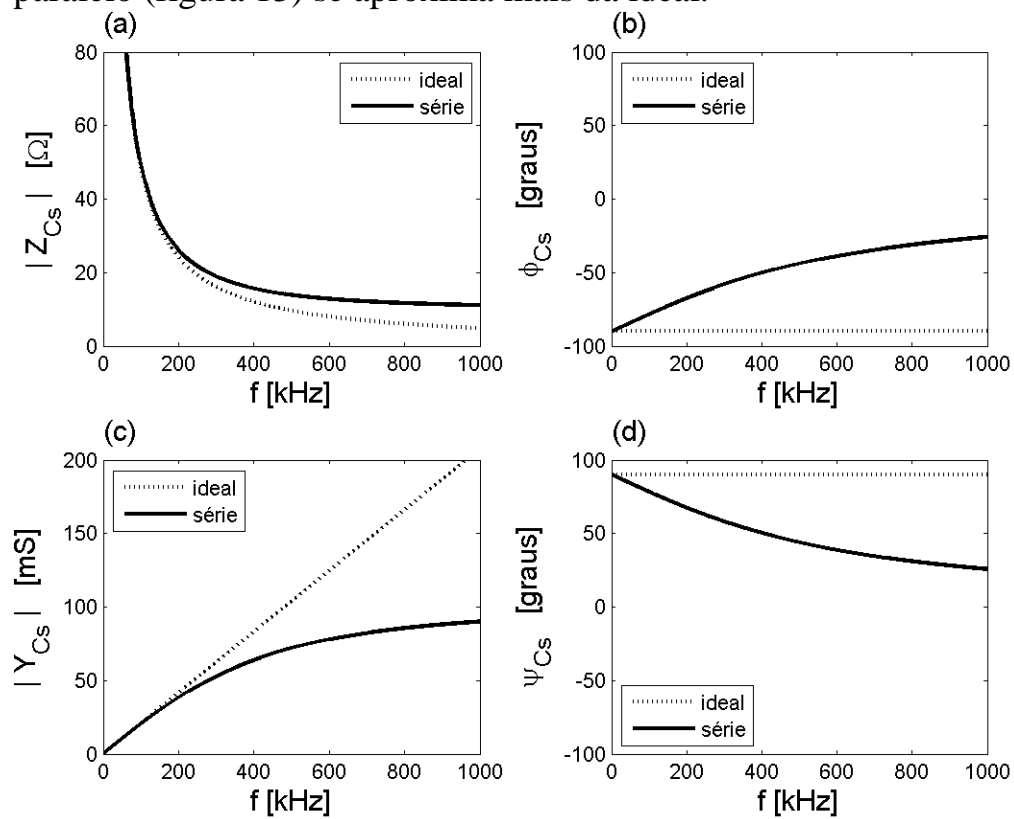 paralelo (figura 13) se aproxima mais da ideal.
(a)
80
60
40
20
0
0 200 400 600 800 1000
|Z_Cs| [Ω]
f [kHz]
ideal
série
(b)
100
50
0
-50
-100
0 200 400 600 800 1000
ϕ_Cs [graus]
f [kHz]
ideal
série
(c)
200
150
100
50
0
0 200 400 600 800 1000
|Y_Cs| [mS]
f [kHz]
ideal
série
(d)
100
50
0
-50
-100
0 200 400 600 800 1000
ψ_Cs [graus]
f [kHz]
ideal
série